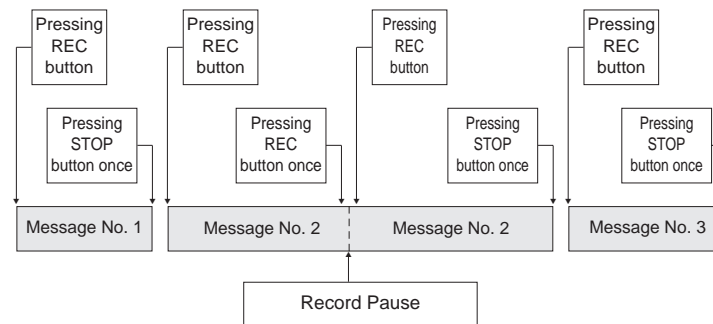 Pressing
REC
button
Pressing
REC
button
Pressing
REC
button
Pressing
REC
button
Pressing
STOP
button once
Pressing
REC
button once
Pressing
STOP
button once
Pressing
STOP
button once
Message No. 1
Message No. 2
Message No. 2
Message No. 3
Record Pause